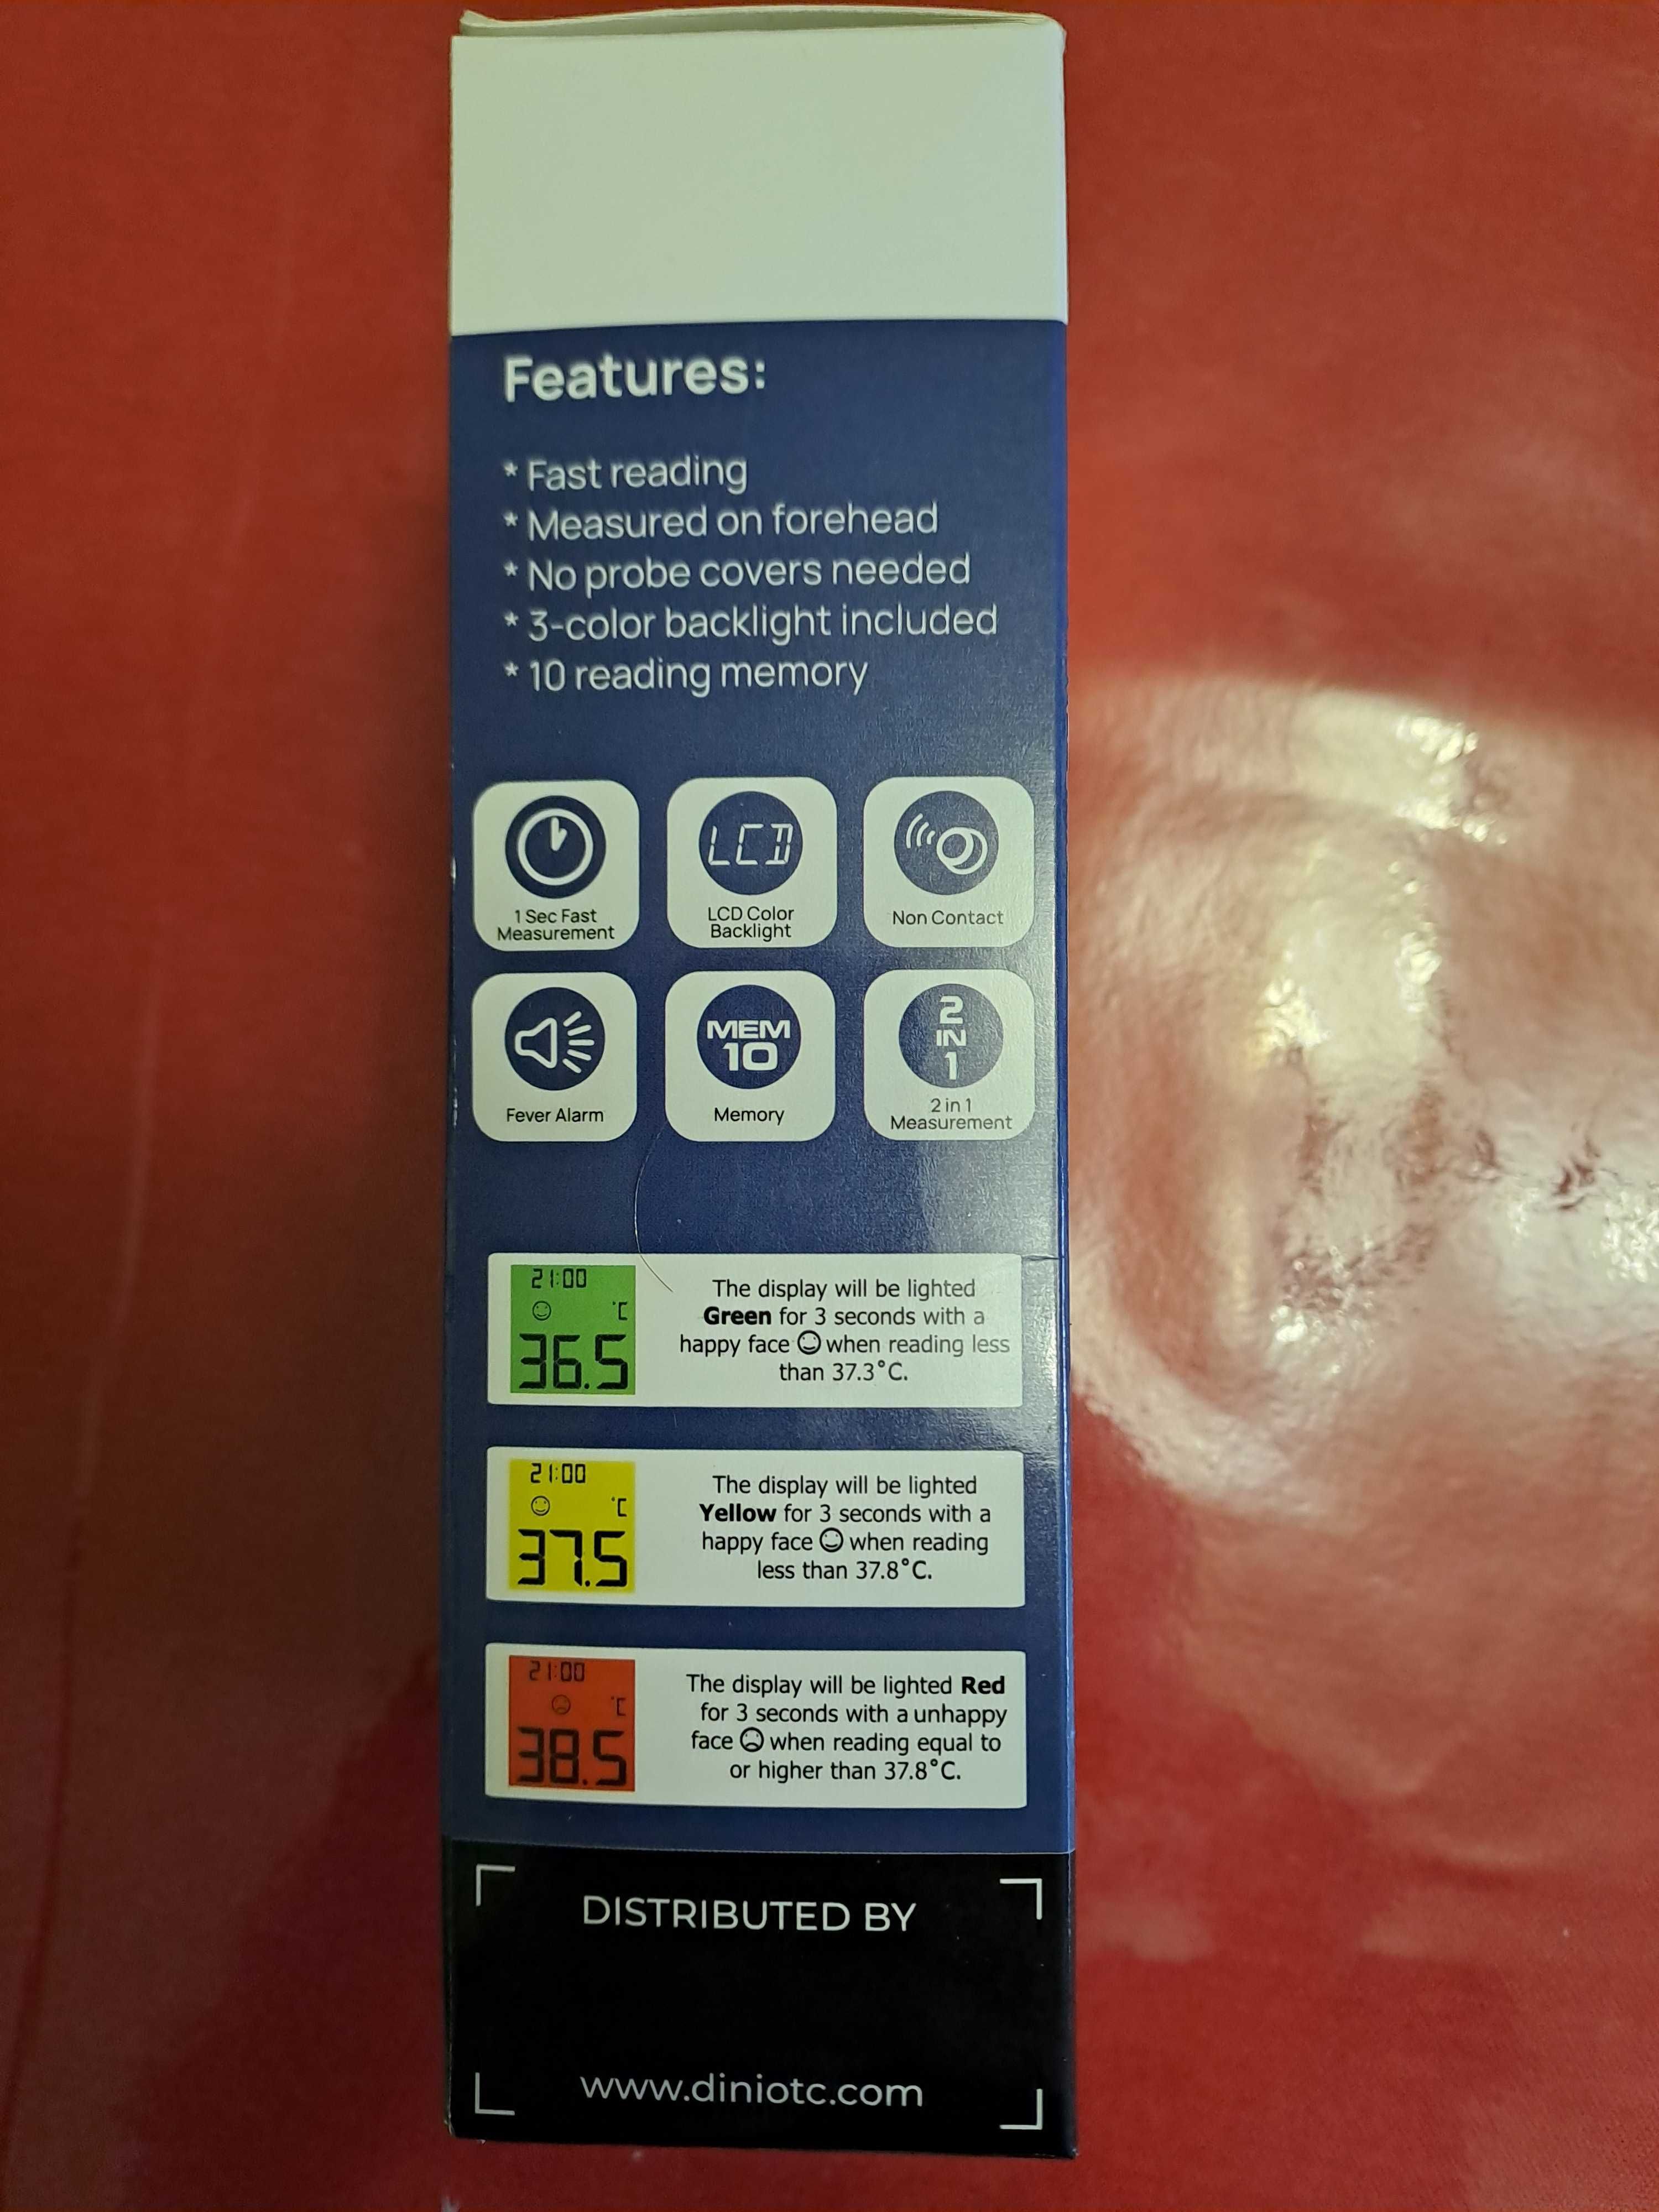 Features:
* Fast reading
* Measured on forehead
* No probe covers needed
* 3-color backlight included
* 10 reading memory
1 Sec Fast
Measurement
LCD
LCD Color
Backlight
Non Contact
Fever Alarm
MEM
10
Memory
2
IN
1
2 in 1
Measurement
21:00
°C
36.5
The display will be lighted
Green for 3 seconds with a
happy face ☺ when reading less
than 37.3°C.
21:00
°C
37.5
The display will be lighted
Yellow for 3 seconds with a
happy face ☺ when reading
less than 37.8°C.
21:00
°C
38.5
The display will be lighted Red
for 3 seconds with a unhappy
face ☹ when reading equal to
or higher than 37.8°C.
DISTRIBUTED BY
www.diniotc.com